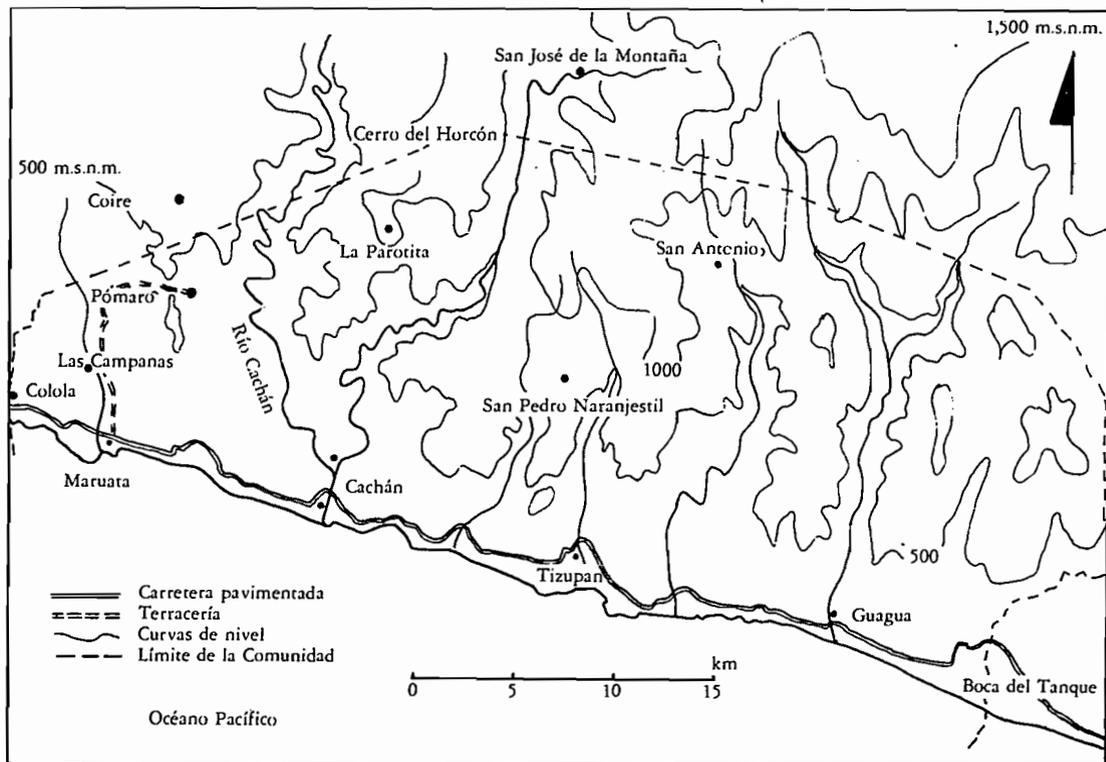 1,500 m.s.n.m.
San José de la Montaña
Cerro del Horcón
500 m.s.n.m.
Coire
La Parotita
San Antonio
Pómaro
Río Cachán
Las Campanas
1000
Colola
San Pedro Naranjestil
Maruata
Cachán
500
Tizupan
Guagua
Carretera pavimentada
Terracería
Curvas de nivel
Límite de la Comunidad
km
0 5 10 15
Boca del Tanque
Océano Pacífico